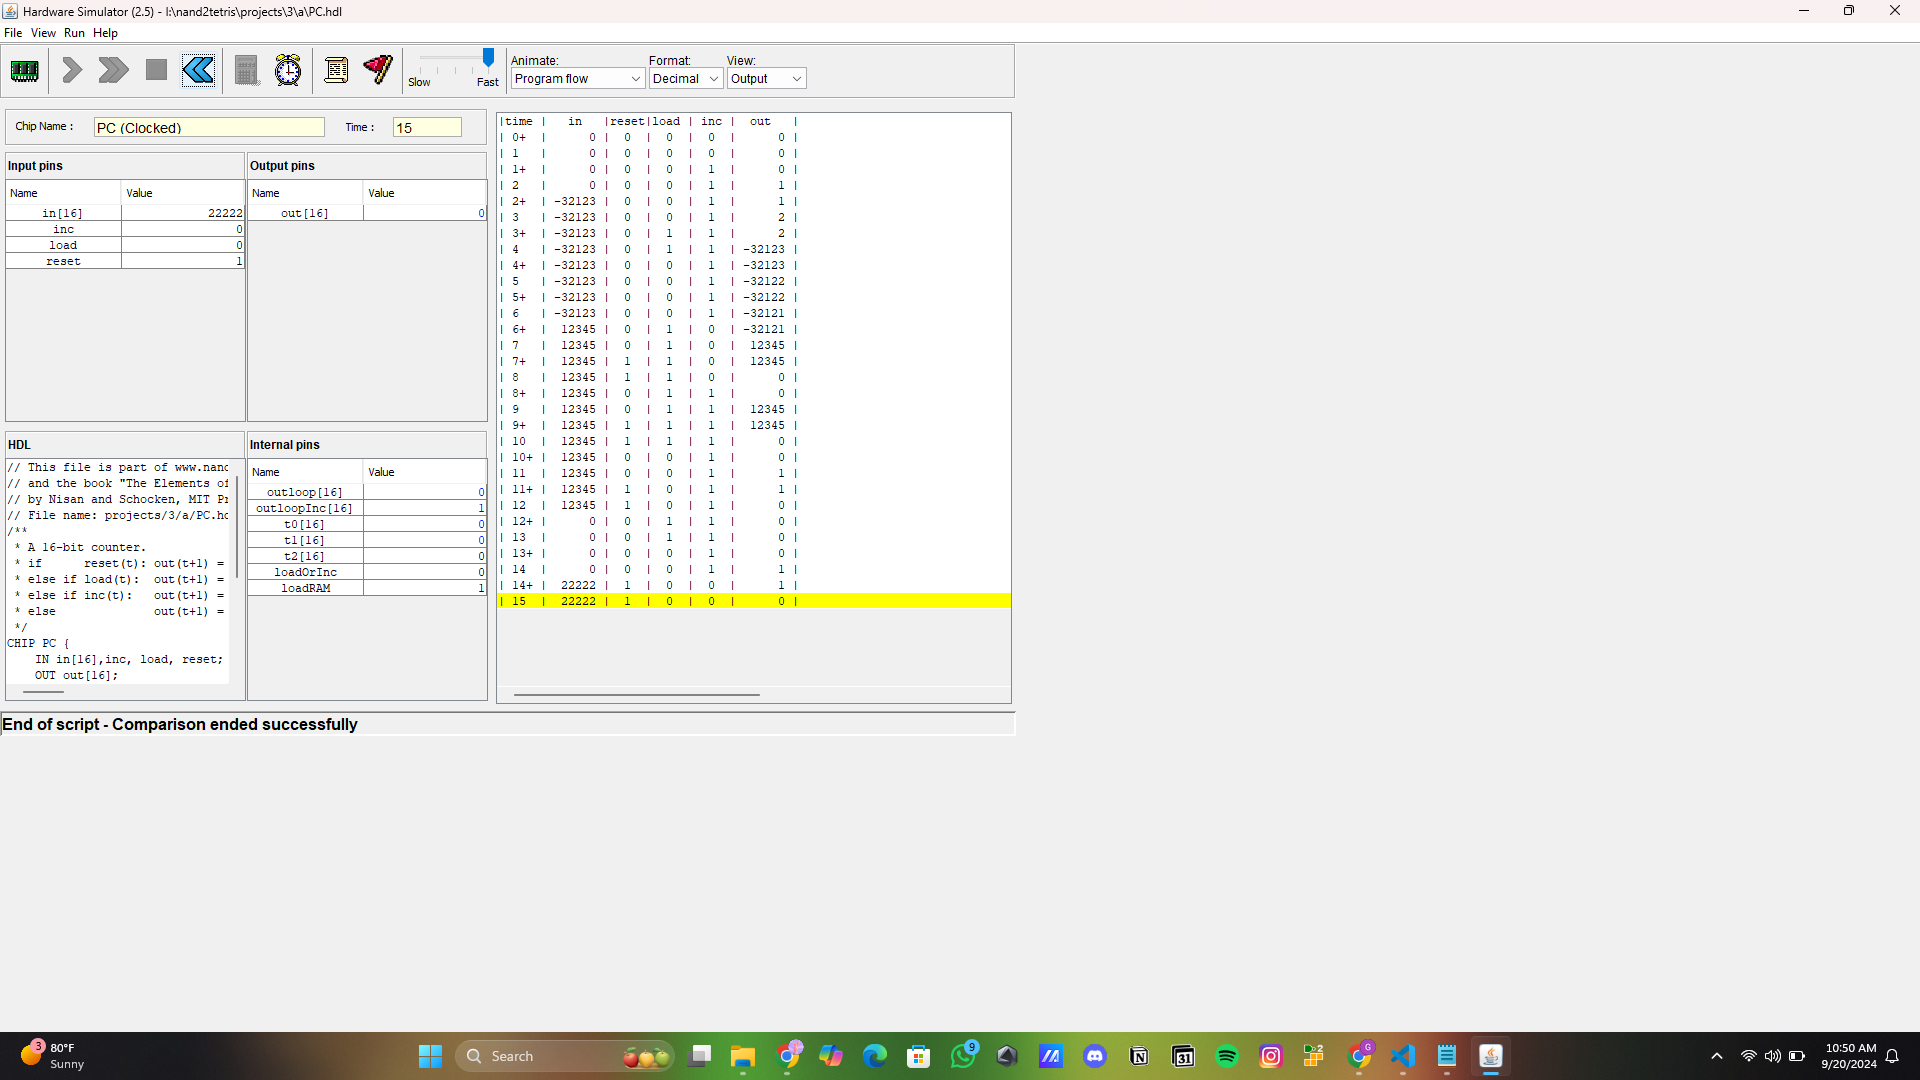 Hardware Simulator (2.5) - I:\nand2tetris\projects\3\a\PC.hdl
File View Run Help
Slow Fast
Animate: Format: View:
Program flow Decimal Output
Chip Name : PC (Clocked) Time : 15
Input pins
Name Value
in[16] 22222
inc 0
load 0
reset 1
Output pins
Name Value
out[16] 0
HDL
// This file is part of www.nand
// and the book "The Elements of
// by Nisan and Schocken, MIT Pr
// File name: projects/3/a/PC.hd
/**
* A 16-bit counter.
* if reset(t): out(t+1) =
* else if load(t): out(t+1) =
* else if inc(t): out(t+1) =
* else out(t+1) =
*/
CHIP PC {
IN in[16],inc, load, reset;
OUT out[16];
Internal pins
Name Value
outloop[16] 0
outloopInc[16] 1
t0[16] 0
t1[16] 0
t2[16] 0
loadOrInc 0
loadRAM 1
|time | in |reset|load | inc | out |
| 0+ | 0 | 0 | 0 | 0 | 0 |
| 1 | 0 | 0 | 0 | 0 | 0 |
| 1+ | 0 | 0 | 0 | 1 | 0 |
| 2 | 0 | 0 | 0 | 1 | 1 |
| 2+ | -32123 | 0 | 0 | 1 | 1 |
| 3 | -32123 | 0 | 0 | 1 | 2 |
| 3+ | -32123 | 0 | 1 | 1 | 2 |
| 4 | -32123 | 0 | 1 | 1 | -32123 |
| 4+ | -32123 | 0 | 0 | 1 | -32123 |
| 5 | -32123 | 0 | 0 | 1 | -32122 |
| 5+ | -32123 | 0 | 0 | 1 | -32122 |
| 6 | -32123 | 0 | 0 | 1 | -32121 |
| 6+ | 12345 | 0 | 1 | 0 | -32121 |
| 7 | 12345 | 0 | 1 | 0 | 12345 |
| 7+ | 12345 | 1 | 1 | 0 | 12345 |
| 8 | 12345 | 1 | 1 | 0 | 0 |
| 8+ | 12345 | 0 | 1 | 1 | 0 |
| 9 | 12345 | 0 | 1 | 1 | 12345 |
| 9+ | 12345 | 1 | 1 | 1 | 12345 |
| 10 | 12345 | 1 | 1 | 1 | 0 |
| 10+ | 12345 | 0 | 0 | 1 | 0 |
| 11 | 12345 | 0 | 0 | 1 | 1 |
| 11+ | 12345 | 1 | 0 | 1 | 1 |
| 12 | 12345 | 1 | 0 | 1 | 0 |
| 12+ | 0 | 0 | 1 | 1 | 0 |
| 13 | 0 | 0 | 1 | 1 | 0 |
| 13+ | 0 | 0 | 0 | 1 | 0 |
| 14 | 0 | 0 | 0 | 1 | 1 |
| 14+ | 22222 | 1 | 0 | 0 | 1 |
| 15 | 22222 | 1 | 0 | 0 | 0 |
End of script - Comparison ended successfully
3
80°F
Sunny
Search
9
31
2
G
10:50 AM
9/20/2024